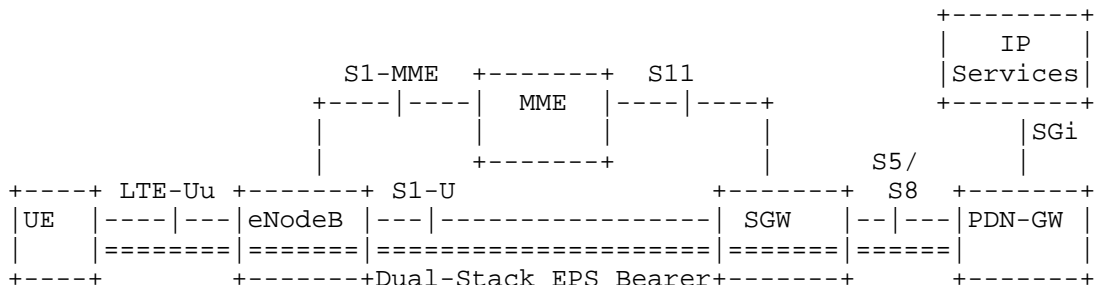 IP
Services
S1-MME S11
MME
SGi
S5/
LTE-Uu S1-U S8
UE eNodeB SGW PDN-GW
Dual-Stack EPS Bearer